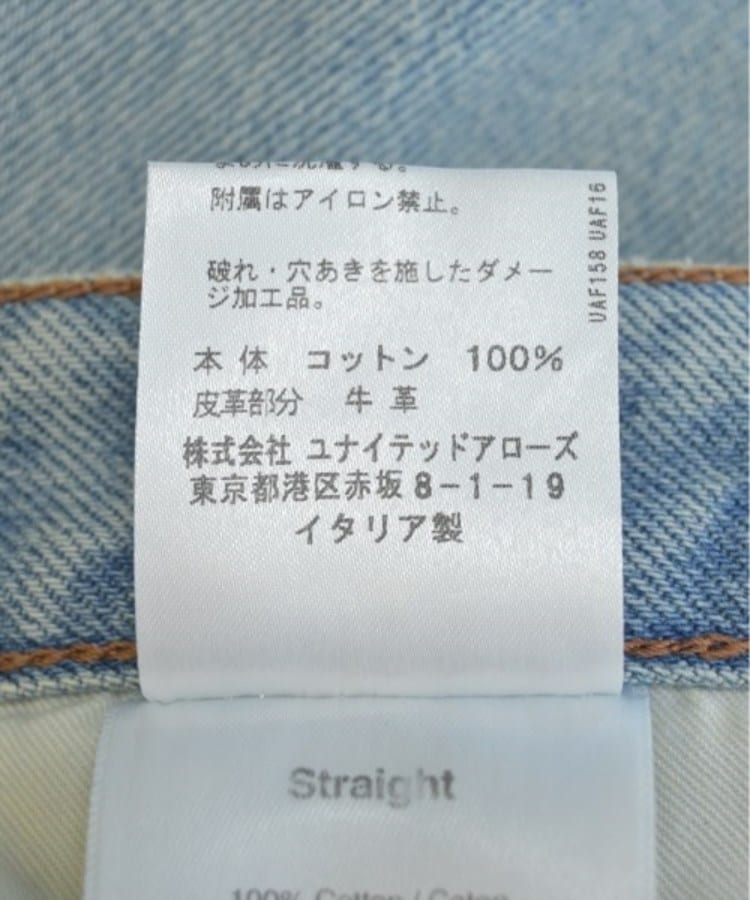 附属はアイロン禁止。
破れ・穴あきを施したダメー
ジ加工品。
本体 コットン 100%
皮革部分 牛革
株式会社 ユナイテッドアローズ
東京都港区赤坂 8-1-19
イタリア製
UAF158 UAF16
Straight
100% Cotton /